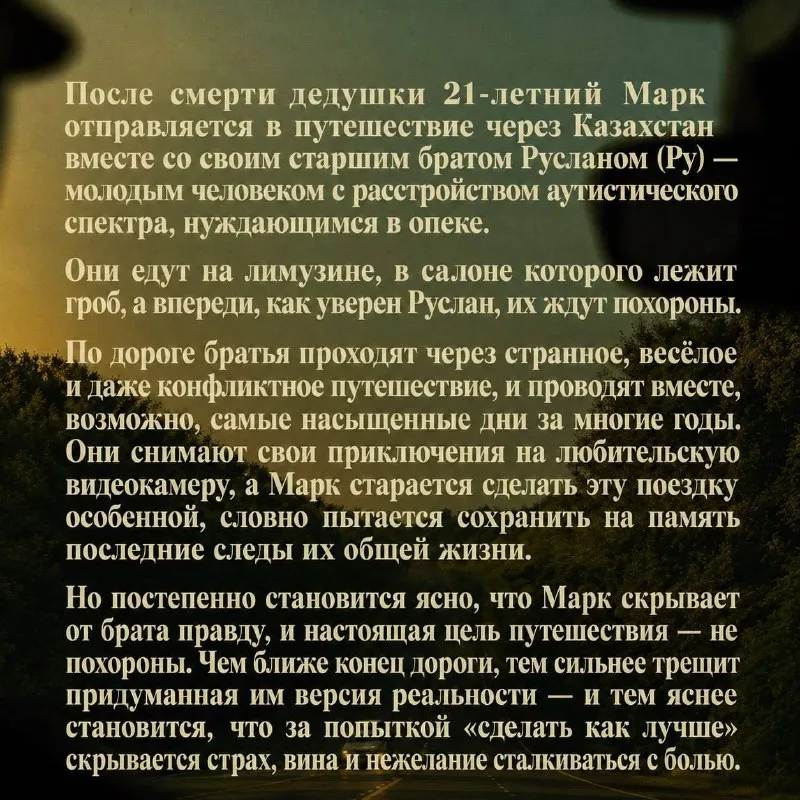 После смерти дедушки 21-летний Марк
отправляется в путешествие через Казахстан
вместе со своим старшим братом Русланом (Ру) —
молодым человеком с расстройством аутистического
спектра, нуждающимся в опеке.
Они едут на лимузине, в салоне которого лежит
гроб, а впереди, как уверен Руслан, их ждут похороны.
По дороге братья проходят через странное, весёлое
и даже конфликтное путешествие, и проводят вместе,
возможно, самые насыщенные дни за многие годы.
Они снимают свои приключения на любительскую
видеокамеру, а Марк старается сделать эту поездку
особенной, словно пытается сохранить на память
последние следы их общей жизни.
Но постепенно становится ясно, что Марк скрывает
от брата правду, и настоящая цель путешествия — не
похороны. Чем ближе конец дороги, тем сильнее трещит
придуманная им версия реальности — и тем яснее
становится, что за попыткой «сделать как лучше»
скрывается страх, вина и нежелание сталкиваться с болью.